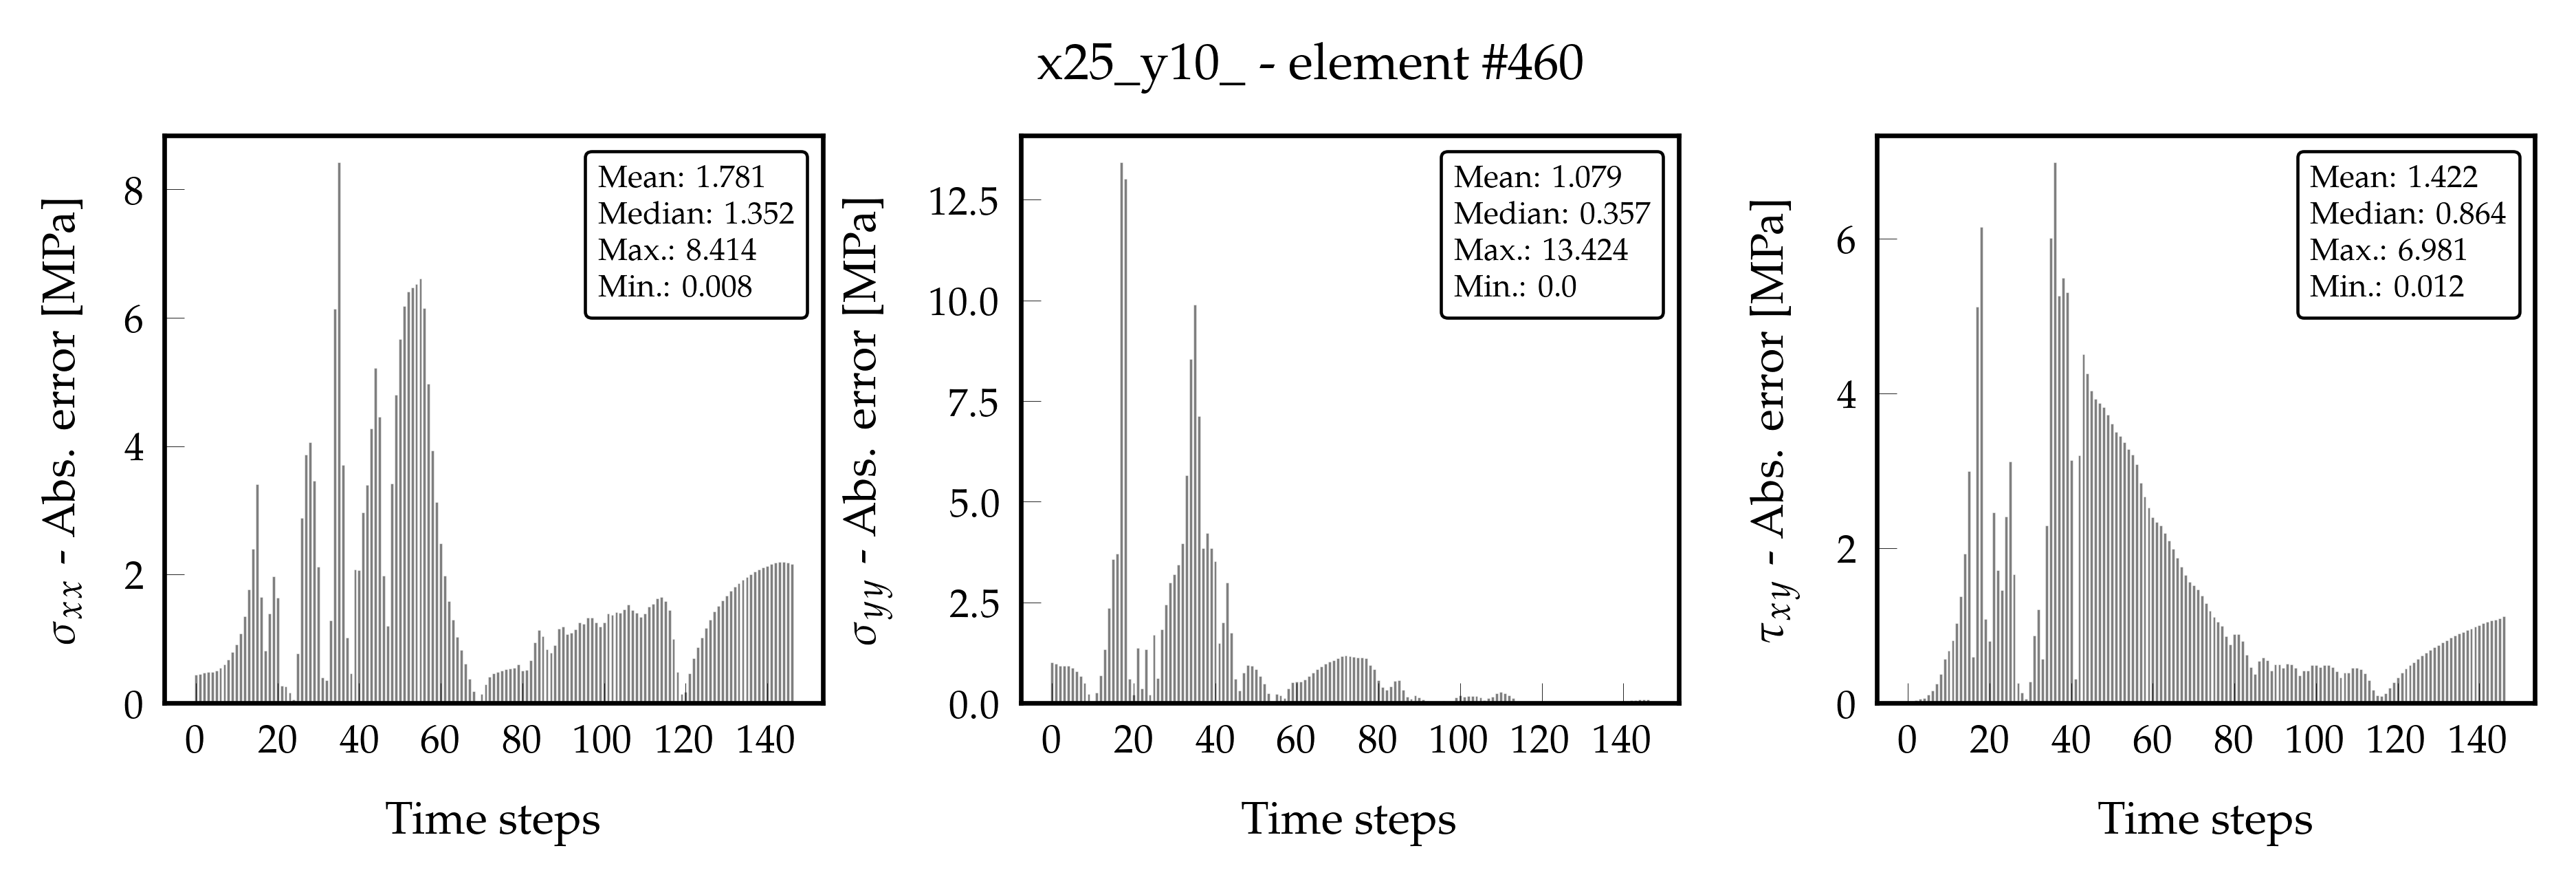 x25_y10_ - element #460
σxx - Abs. error [MPa]
8
6
4
2
0
Mean: 1.781
Median: 1.352
Max.: 8.414
Min.: 0.008
0 20 40 60 80 100 120 140
Time steps
σyy - Abs. error [MPa]
12.5
10.0
7.5
5.0
2.5
0.0
Mean: 1.079
Median: 0.357
Max.: 13.424
Min.: 0.0
0 20 40 60 80 100 120 140
Time steps
τxy - Abs. error [MPa]
6
4
2
0
Mean: 1.422
Median: 0.864
Max.: 6.981
Min.: 0.012
0 20 40 60 80 100 120 140
Time steps